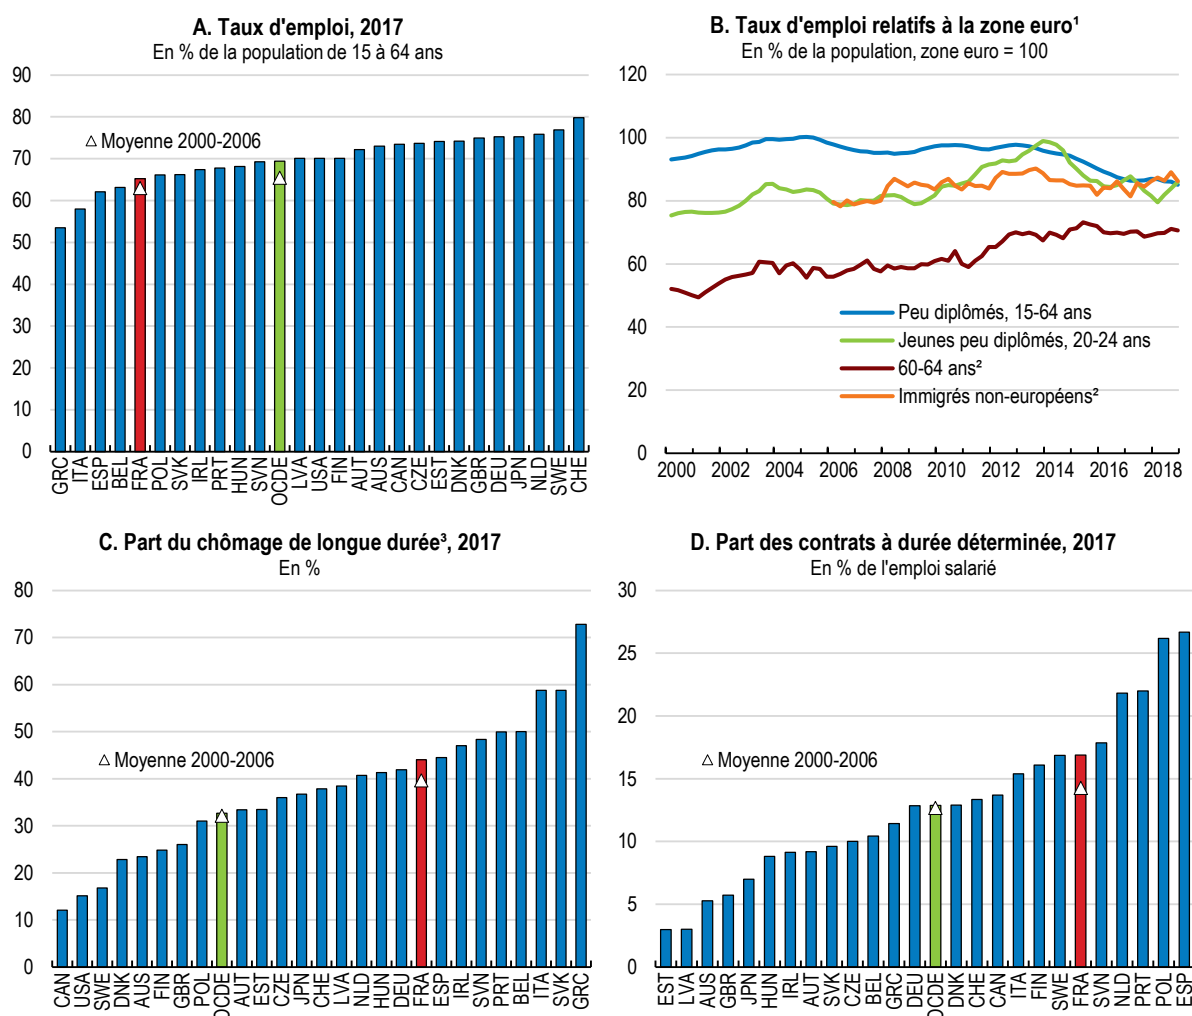 A. Taux d'emploi, 2017
En % de la population de 15 à 64 ans
90
80
70
60
50
40
30
20
10
0
△ Moyenne 2000-2006
GRC ITA ESP BEL FRA POL SVK IRL PRT HUN SVN OCDE LVA USA FIN AUT AUS CAN CZE EST DNK GBR DEU JPN NLD SWE CHE
B. Taux d'emploi relatifs à la zone euro¹
En % de la population, zone euro = 100
120
100
80
60
40
20
0
Peu diplômés, 15-64 ans
Jeunes peu diplômés, 20-24 ans
60-64 ans²
Immigrés non-européens²
2000 2002 2004 2006 2008 2010 2012 2014 2016 2018
C. Part du chômage de longue durée³, 2017
En %
80
70
60
50
40
30
20
10
0
△ Moyenne 2000-2006
CAN USA SWE DNK AUS FIN GBR POL OCDE AUT EST CZE JPN CHE LVA NLD HUN DEU FRA ESP IRL SVN PRT BEL ITA SVK GRC
D. Part des contrats à durée déterminée, 2017
En % de l'emploi salarié
30
25
20
15
10
5
0
△ Moyenne 2000-2006
EST LVA AUS GBR JPN HUN IRL AUT SVK CZE BEL GRC DEU OCDE DNK CHE CAN ITA FIN SWE FRA SVN NLD PRT POL ESP